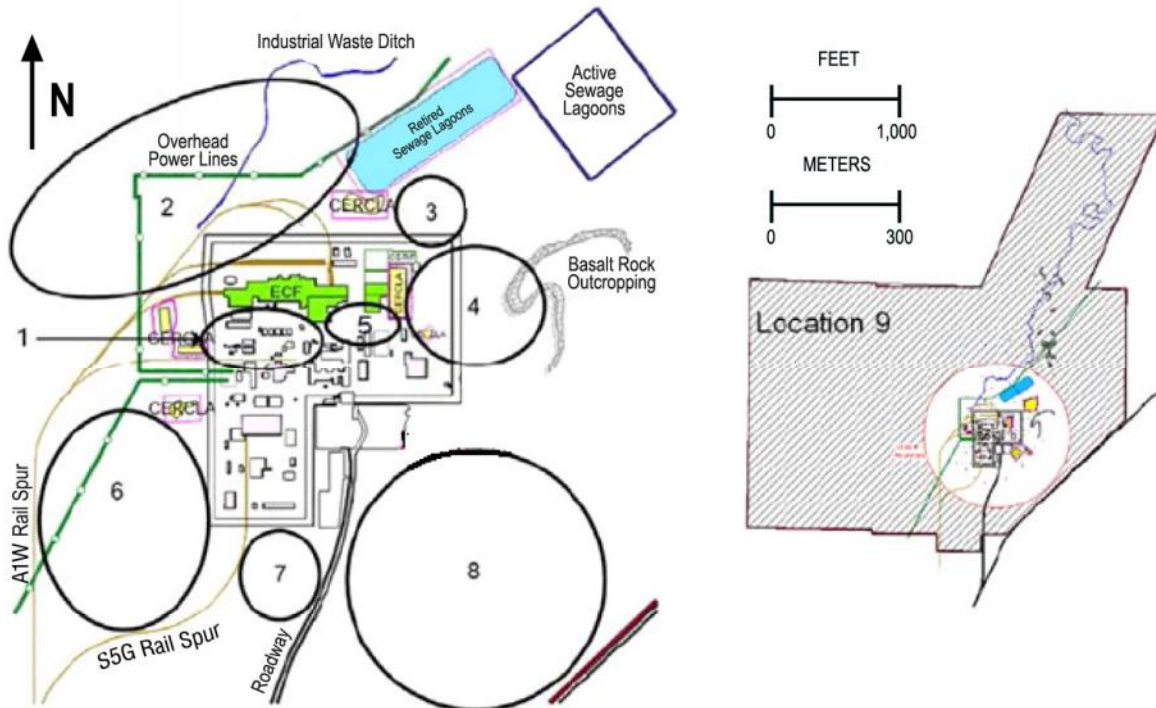 Industrial Waste Ditch
N
Overhead
Power Lines
Retired
Sewage Lagoons
Active
Sewage
Lagoons
2
CERCLA
3
ECF
CERCLA
4
Basalt Rock
Outcropping
1
CERCLA
5
CERCLA
6
A1W Rail Spur
7
8
S5G Rail Spur
Roadway
FEET
0 1,000
METERS
0 300
Location 9